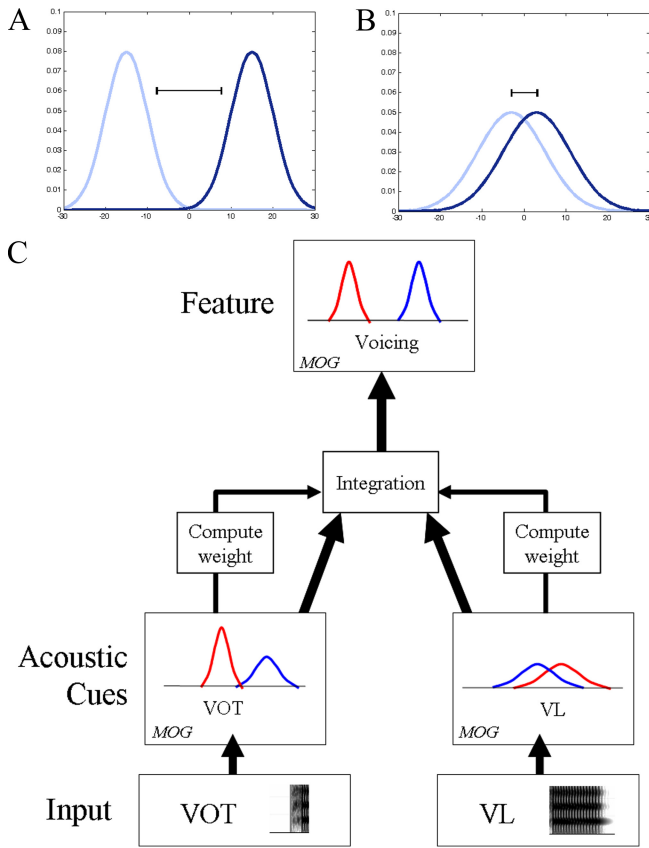 A
0.1
0.09
0.08
0.07
0.06
0.05
0.04
0.03
0.02
0.01
0
-30 -20 -10 0 10 20 30
B
0.1
0.09
0.08
0.07
0.06
0.05
0.04
0.03
0.02
0.01
0
-30 -20 -10 0 10 20 30
C
Feature
Voicing
MOG
Integration
Compute
weight
Compute
weight
Acoustic
Cues
VOT
MOG
VL
MOG
Input
VOT
VL